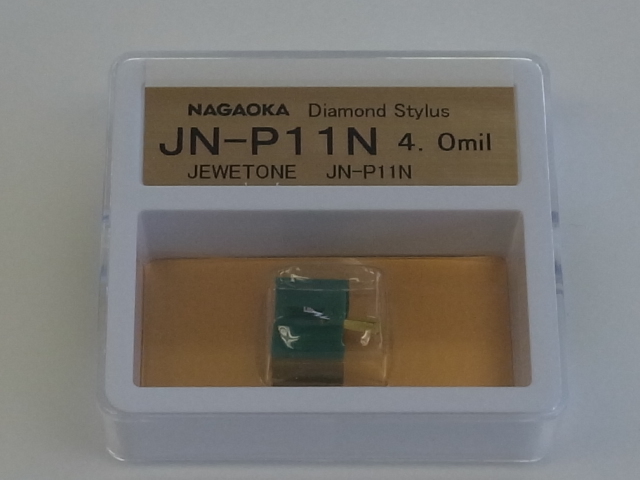 NAGAOKA Diamond Stylus
JN-P11N 4. 0mil
JEWETONE JN-P11N